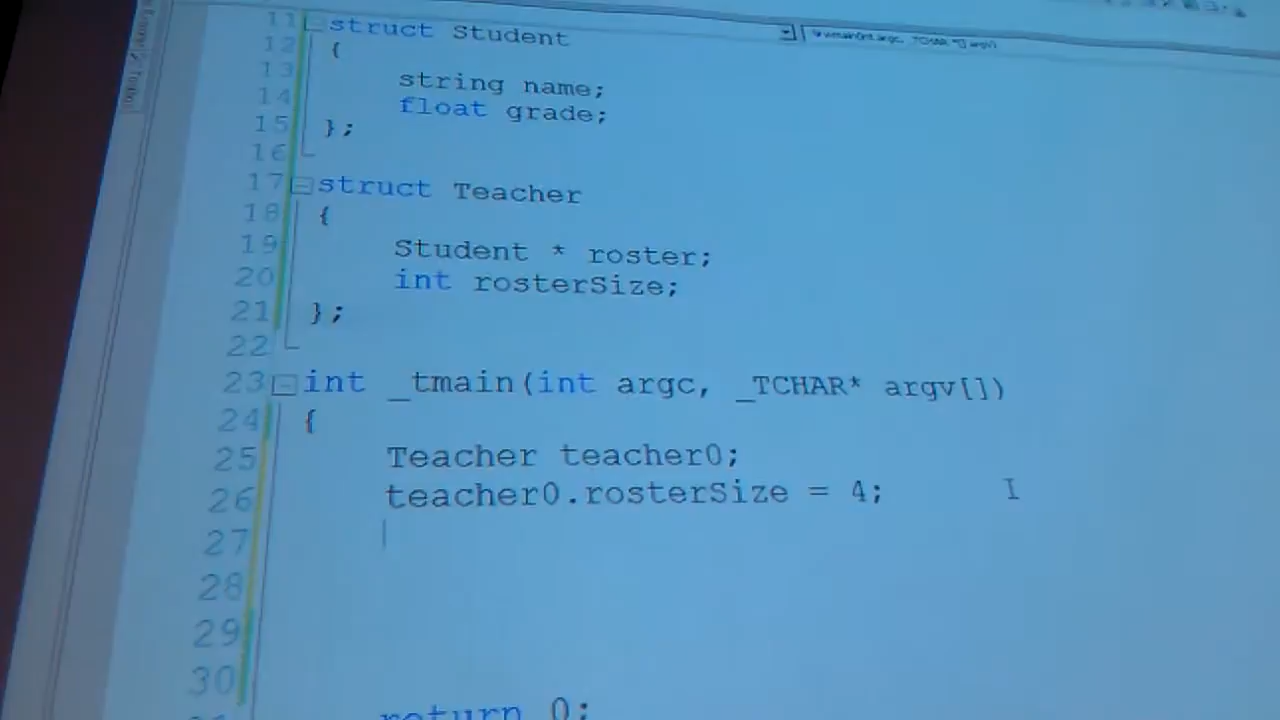 11 struct Student
12 {
13 string name;
14 float grade;
15 };
16
17 struct Teacher
18 {
19 Student * roster;
20 int rosterSize;
21 };
22
23 int _tmain(int argc, _TCHAR* argv[])
24 {
25 Teacher teacher0;
26 teacher0.rosterSize = 4;
27
28
29
30
return 0;